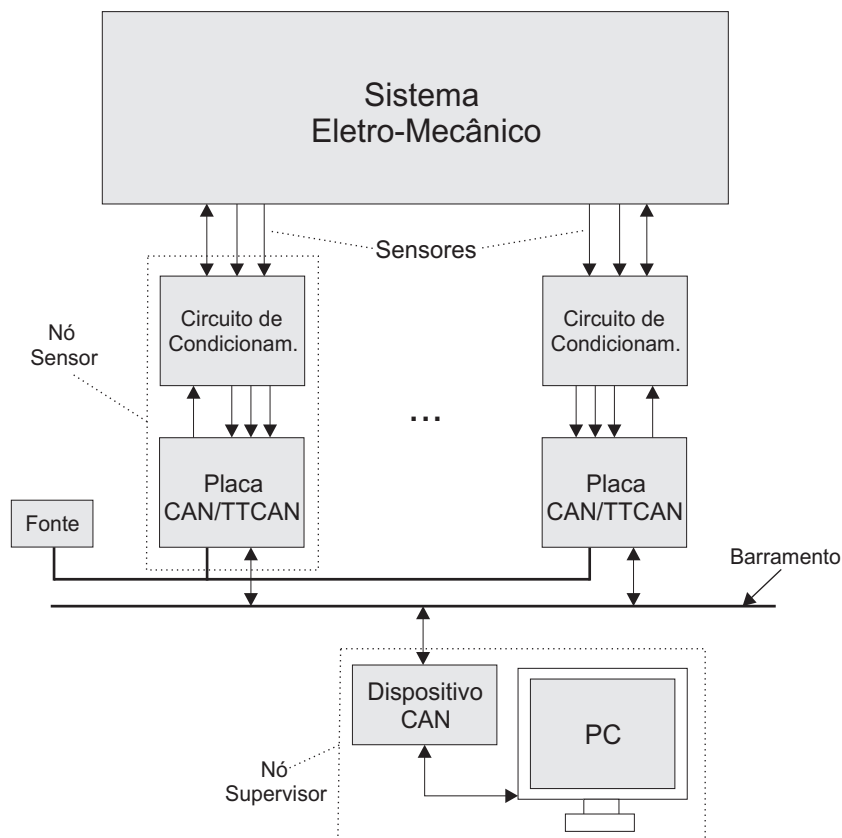 Sistema
Eletro-Mecânico
Sensores
Circuito de
Condicionam.
Circuito de
Condicionam.
Nó
Sensor
...
Placa
CAN/TTCAN
Placa
CAN/TTCAN
Fonte
Barramento
Dispositivo
CAN
PC
Nó
Supervisor